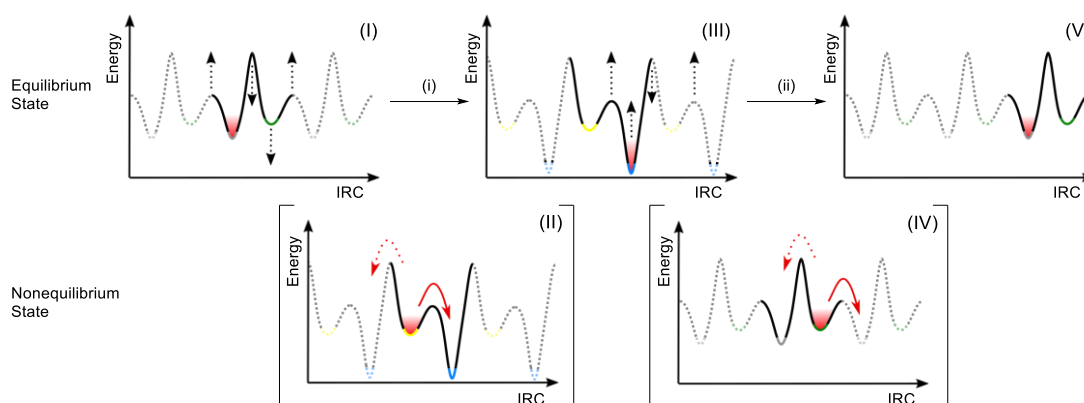 (I)
(III)
(V
Energy
Energy
Energy
Equilibrium
State
(i)
(ii)
IRC
IRC
IRC
(II)
(IV)
Energy
Energy
Nonequilibrium
State
IRC
IRC